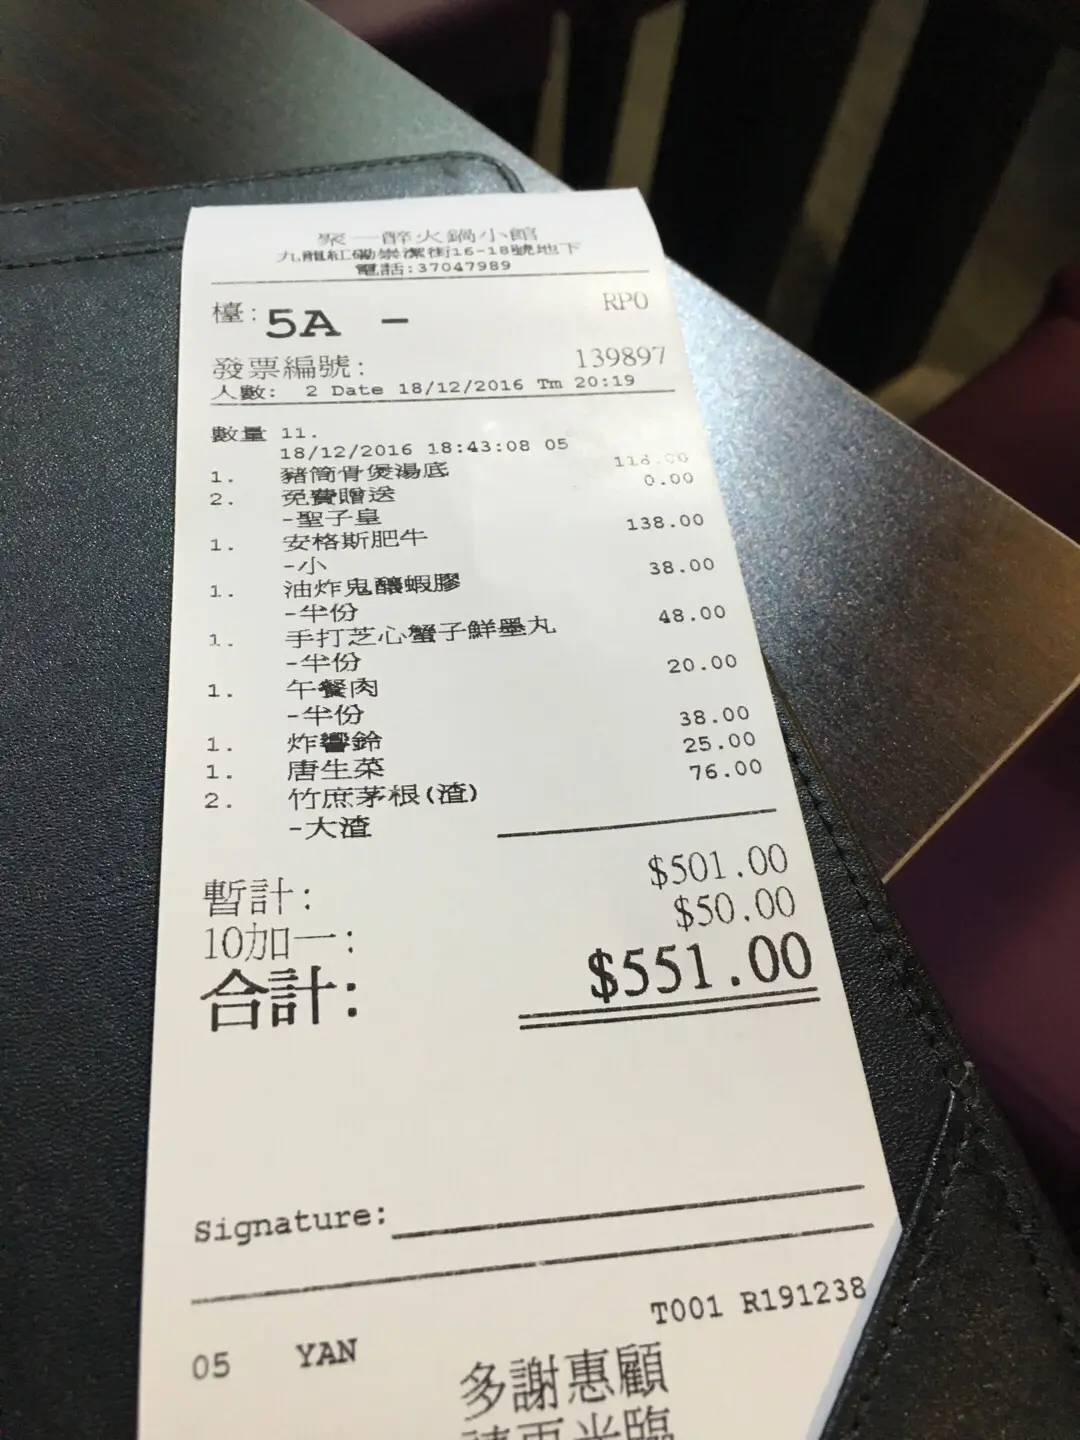 聚一醉火鍋小館
九龍紅磡崇潔街16-18號地下
電話:37047989
檯: 5A - RP0
發票編號: 139897
人數: 2 Date 18/12/2016 Tm 20:19
數量 11.
18/12/2016 18:43:08 05
1. 豬筒骨煲湯底 118.00
2. 免費贈送 0.00
-聖子皇
1. 安格斯肥牛 138.00
-小
1. 油炸鬼釀蝦膠 38.00
-半份
1. 手打芝心蟹子鮮墨丸 48.00
-半份
1. 午餐肉 20.00
-半份
1. 炸響鈴 38.00
1. 唐生菜 25.00
2. 竹庶茅根(渣) 76.00
-大渣
暫計: $501.00
10加一: $50.00
合計: $551.00
Signature:
T001 R191238
05 YAN
多謝惠顧
請再光臨